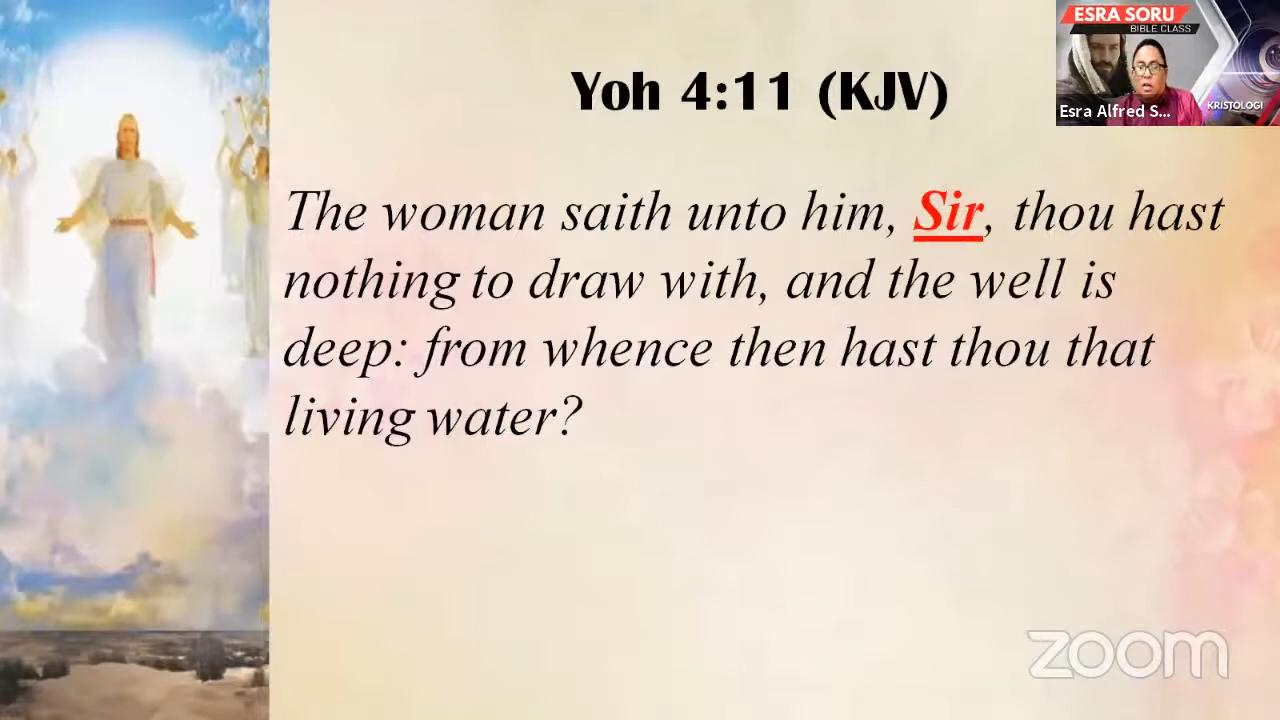 Yoh 4:11 (KJV)
ESRA SORU
BIBLE CLASS
KRISTOLOGI
Esra Alfred S...
The woman saith unto him, Sir, thou hast
nothing to draw with, and the well is
deep: from whence then hast thou that
living water?
zoom